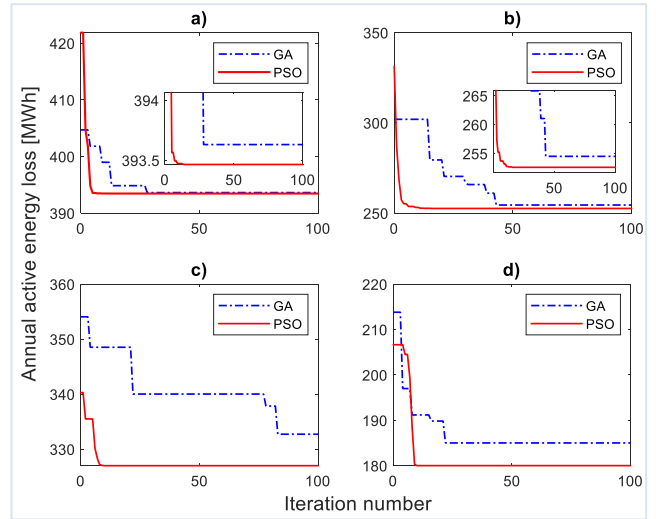 a)
b)
420
410
400
390
0
50
100
GA
PSO
394
393.5
0
50
100
350
300
250
0
50
100
GA
PSO
265
260
255
0
50
100
c)
d)
360
350
340
330
0
50
100
GA
PSO
220
210
200
190
180
0
50
100
GA
PSO
Annual active energy loss [MWh]
Iteration number